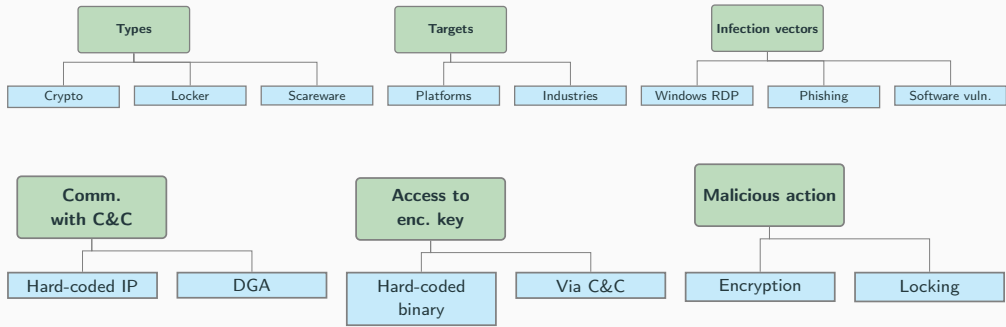 Types
Targets
Infection vectors
Crypto
Locker
Scareware
Platforms
Industries
Windows RDP
Phishing
Software vuln.
Comm.
with C&C
Access to
enc. key
Malicious action
Hard-coded IP
DGA
Hard-coded
binary
Via C&C
Encryption
Locking